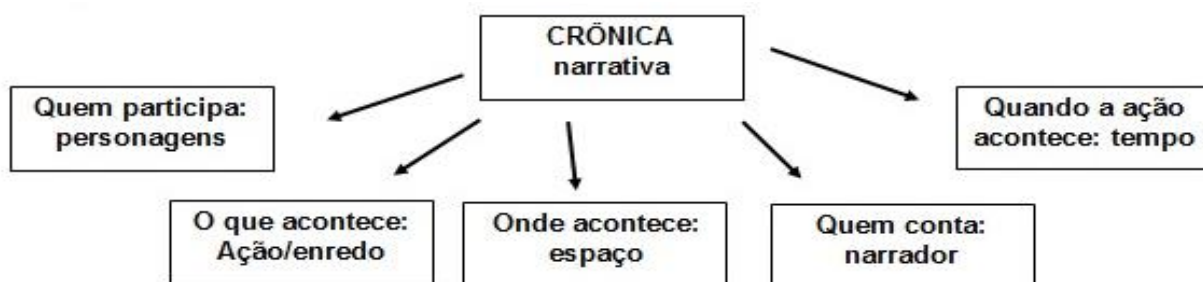 CRÔNICA
narrativa
Quem participa:
personagens
Quando a ação
acontece: tempo
O que acontece:
Ação/enredo
Onde acontece:
espaço
Quem conta:
narrador